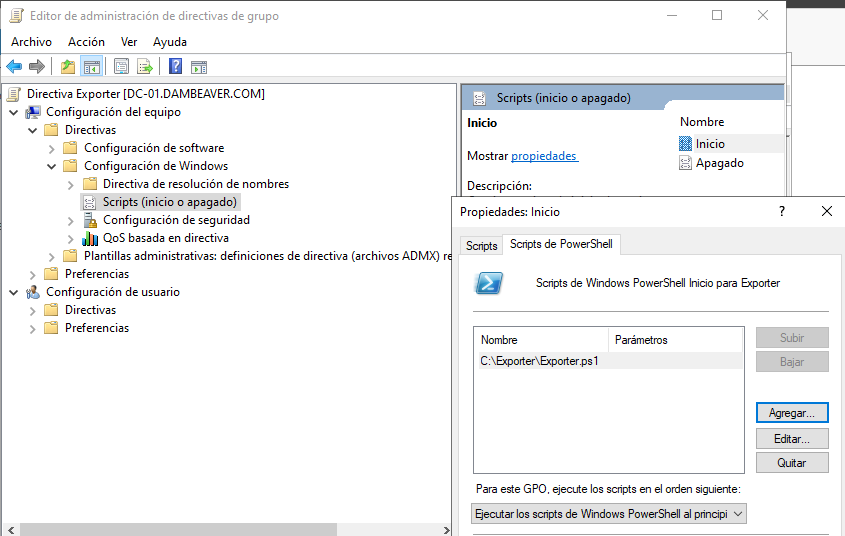 Editor de administración de directivas de grupo
Archivo Acción Ver Ayuda
Directiva Exporter [DC-01.DAMBEAVER.COM]
Configuración del equipo
Directivas
Configuración de software
Configuración de Windows
Directiva de resolución de nombres
Scripts (inicio o apagado)
Configuración de seguridad
QoS basada en directiva
Plantillas administrativas: definiciones de directiva (archivos ADMX) re
Preferencias
Configuración de usuario
Directivas
Preferencias
Scripts (inicio o apagado)
Inicio
Mostrar propiedades
Descripción:
Nombre
Inicio
Apagado
Propiedades: Inicio
Scripts Scripts de PowerShell
Scripts de Windows PowerShell Inicio para Exporter
Nombre Parámetros
C:\Exporter\Exporter.ps1
Subir
Bajar
Agregar...
Editar...
Quitar
Para este GPO, ejecute los scripts en el orden siguiente:
Ejecutar los scripts de Windows PowerShell al principi